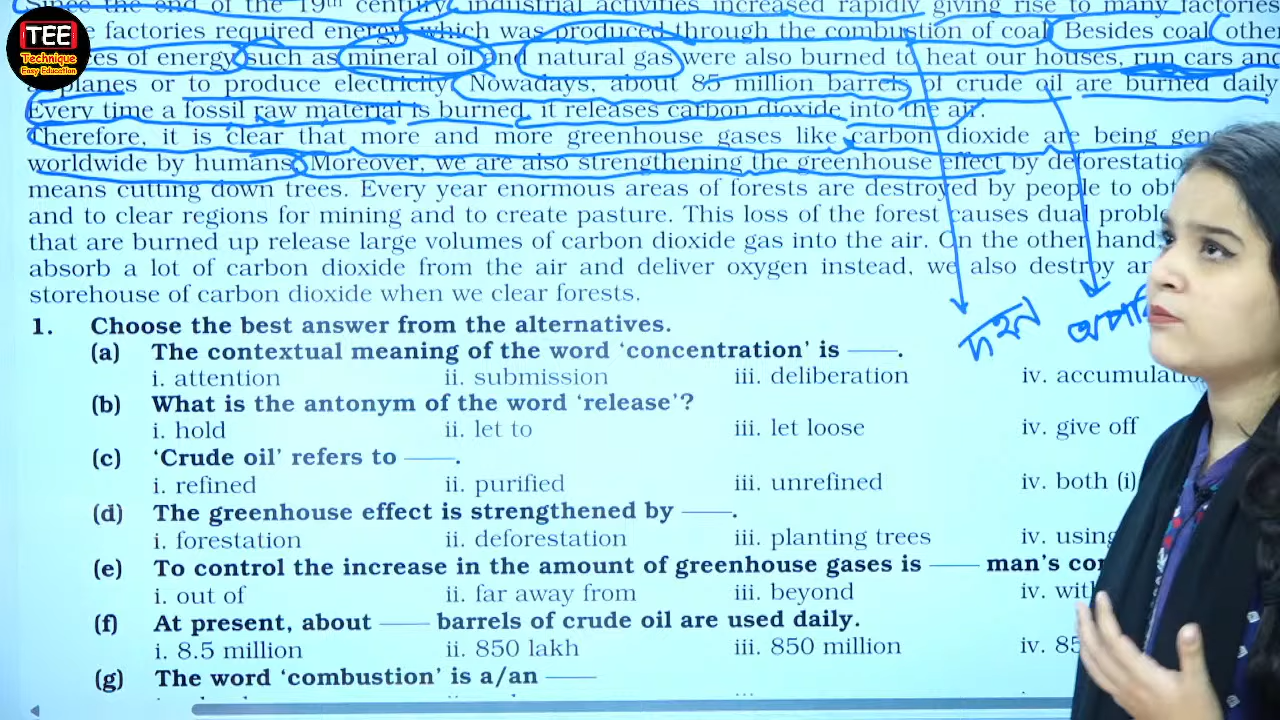 TEE
Technique
Easy Education
Since the end of the 19th century, industrial activities increased rapidly giving rise to many factories
factories required energy which was produced through the combustion of coal Besides coal other
of energy such as mineral oil and natural gas were also burned to heat our houses, run cars and
planes or to produce electricity Nowadays, about 85 million barrels of crude oil are burned daily
Every time a fossil raw material is burned, it releases carbon dioxide into the air.
Therefore, it is clear that more and more greenhouse gases like carbon dioxide are being
worldwide by humans Moreover, we are also strengthening the greenhouse effect by
means cutting down trees. Every year enormous areas of forests are destroyed by people to
and to clear regions for mining and to create pasture. This loss of the forest causes dual
that are burned up release large volumes of carbon dioxide gas into the air. On the other hand,
absorb a lot of carbon dioxide from the air and deliver oxygen instead, we also destroy
storehouse of carbon dioxide when we clear forests.
দহন
1. Choose the best answer from the alternatives.
(a) The contextual meaning of the word ‘concentration’ is ——.
i. attention ii. submission iii. deliberation iv.
(b) What is the antonym of the word ‘release’?
i. hold ii. let to iii. let loose iv. give off
(c) ‘Crude oil’ refers to ——.
i. refined ii. purified iii. unrefined iv. both (i)
(d) The greenhouse effect is strengthened by ——.
i. forestation ii. deforestation iii. planting trees iv. using
(e) To control the increase in the amount of greenhouse gases is —— man’s
i. out of ii. far away from iii. beyond iv.
(f) At present, about —— barrels of crude oil are used daily.
i. 8.5 million ii. 850 lakh iii. 850 million iv.
(g) The word ‘combustion’ is a/an ——